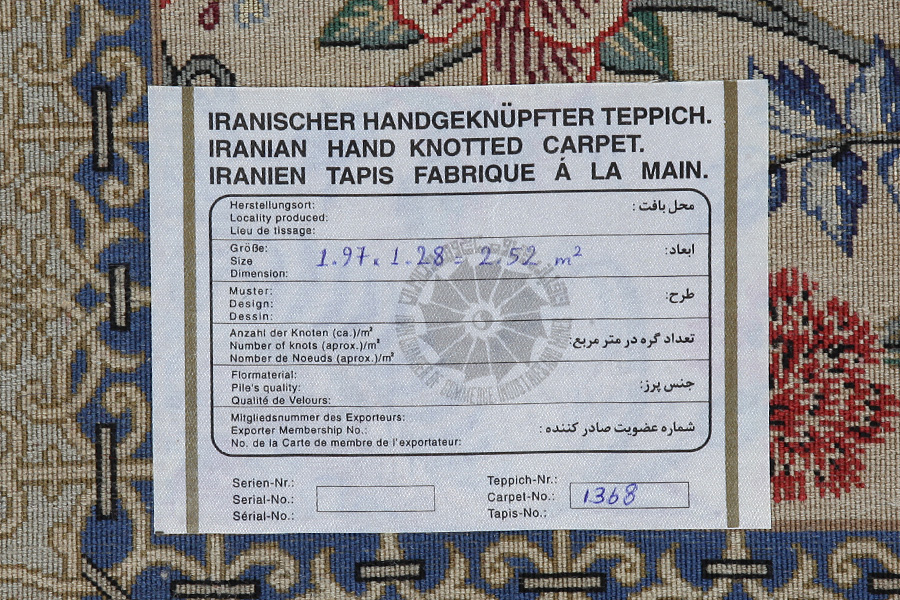 IRANISCHER HANDGEKNÜPFTER TEPPICH.
IRANIAN HAND KNOTTED CARPET.
IRANIEN TAPIS FABRIQUE Á LA MAIN.
Herstellungsort:
Locality produced:
Lieu de tissage:
محل بافت :
Größe:
Size
Dimension:
1.97 x 1.28 = 2.52 m²
ابعاد:
Muster:
Design:
Dessin:
طرح:
Anzahl der Knoten (ca.)/m²
Number of knots (aprox.)/m²
Nomber de Noeuds (aprox.)/m²
تعداد گره در متر مربع:
Flormaterial:
Pile's quality:
Qualité de Velours:
جنس پرز:
Mitgliedsnummer des Exporteurs:
Exporter Membership No.:
No. de la Carte de membre de l'exportateur:
شماره عضویت صادر کننده :
Serien-Nr.:
Serial-No.:
Sérial-No.:
Teppich-Nr.:
Carpet-No.:
Tapis-No.:
1368